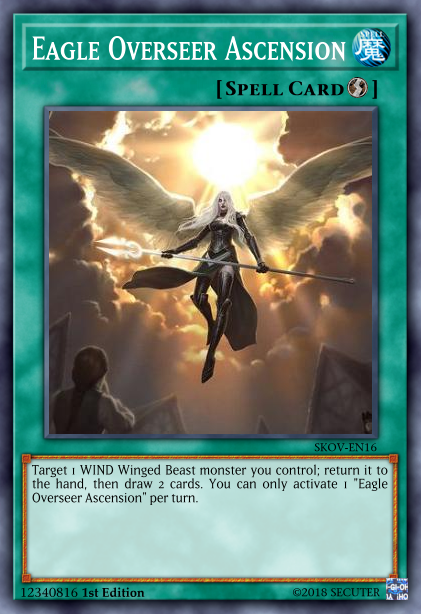 EAGLE OVERSEER ASCENSION 魔
[SPELL CARD]
SKOV-EN16
Target 1 WIND Winged Beast monster you control; return it to
the hand, then draw 2 cards. You can only activate 1 "Eagle
Overseer Ascension" per turn.
12340816 1st Edition ©2018 SECUTER